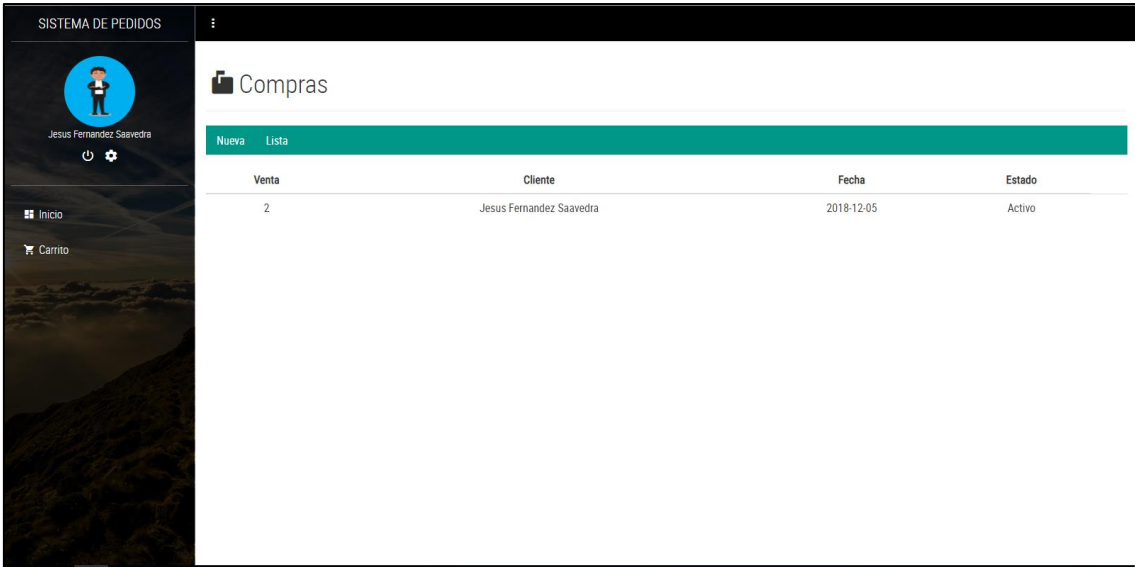 SISTEMA DE PEDIDOS
Jesus Fernandez Saavedra
Inicio
Carrito
Compras
Nueva Lista
Venta Cliente Fecha Estado
2 Jesus Fernandez Saavedra 2018-12-05 Activo